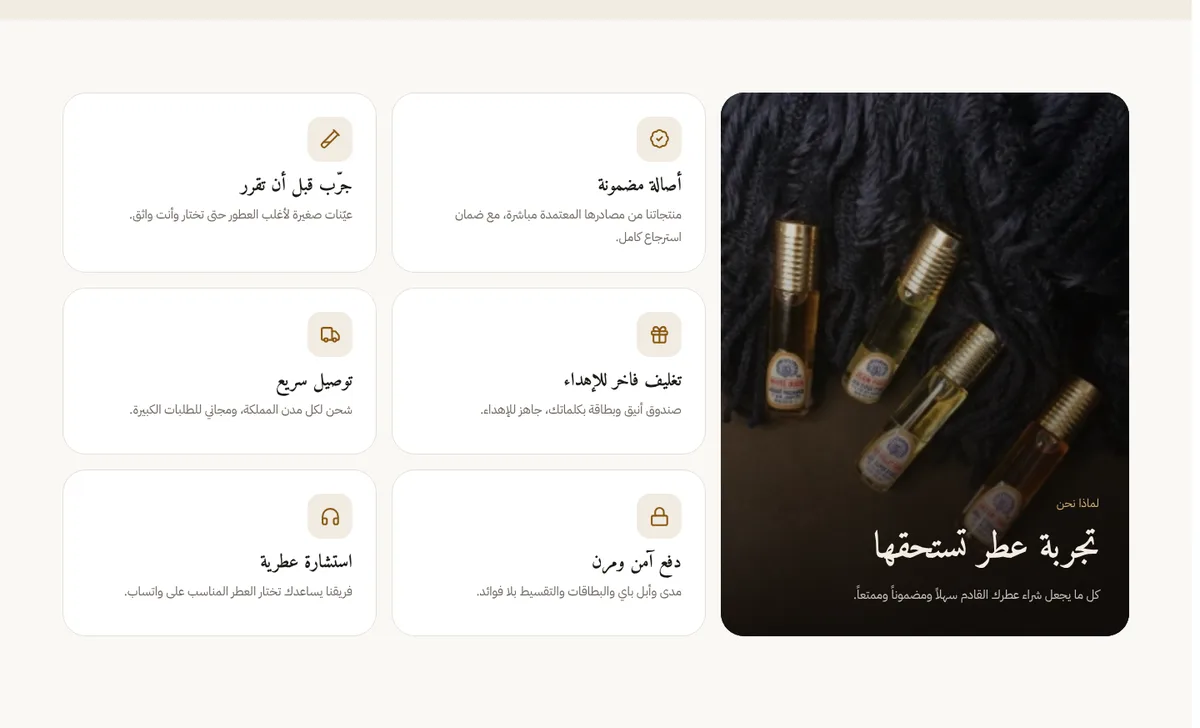 لماذا نحن
تجربة عطر تستحقها
كل ما يجعل شراء عطرك القادم سهلاً ومضموناً وممتعاً.
أصالة مضمونة
منتجاتنا من مصادرها المعتمدة مباشرة، مع ضمان
استرجاع كامل.
جرّب قبل أن تقرر
عيّنات صغيرة لأغلب العطور حتى تختار وأنت واثق.
تغليف فاخر للإهداء
صندوق أنيق وبطاقة بكلماتك، جاهز للإهداء.
توصيل سريع
شحن لكل مدن المملكة، ومجاني للطلبات الكبيرة.
دفع آمن ومرن
مدى وأبل باي والبطاقات والتقسيط بلا فوائد.
استشارة عطرية
فريقنا يساعدك تختار العطر المناسب على واتساب.